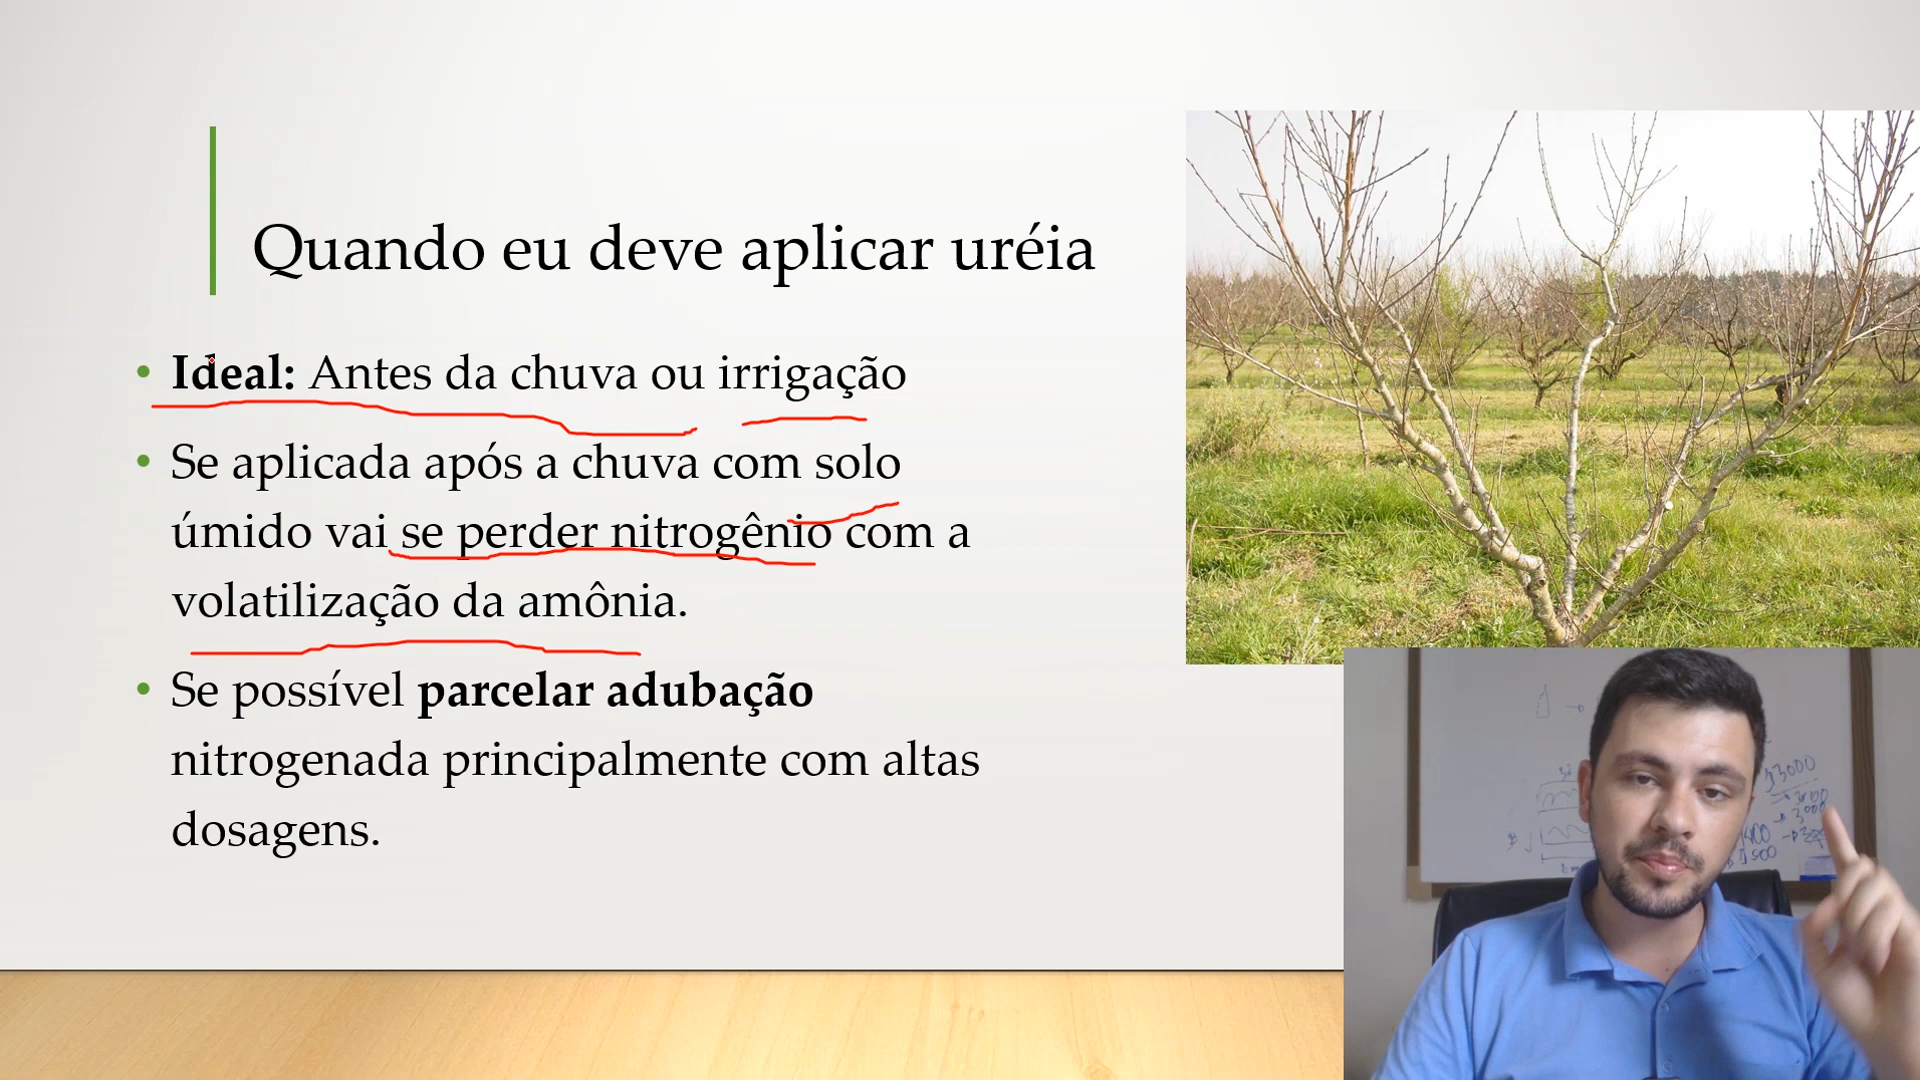 Quando eu deve aplicar uréia
• Ideal: Antes da chuva ou irrigação
• Se aplicada após a chuva com solo
úmido vai se perder nitrogênio com a
volatilização da amônia.
• Se possível parcelar adubação
nitrogenada principalmente com altas
dosagens.
3000